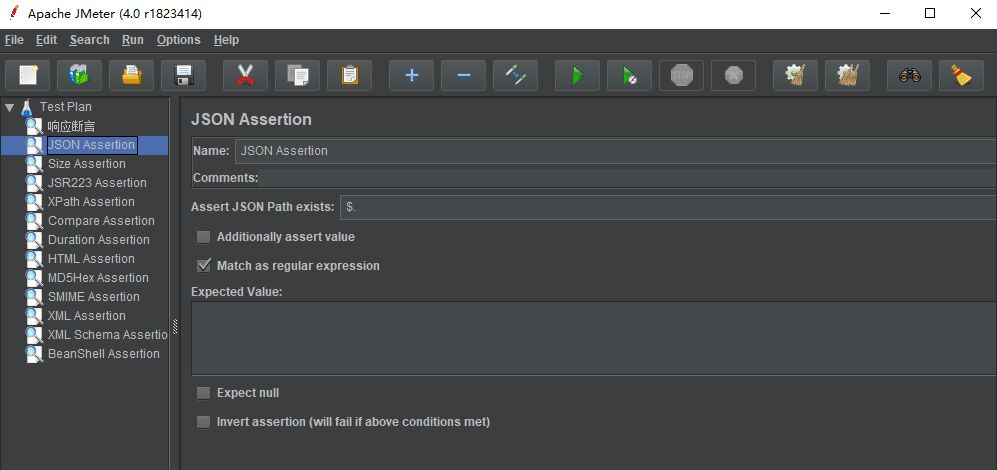 Apache JMeter (4.0 r1823414)
File Edit Search Run Options Help
STOP
Test Plan
响应断言
JSON Assertion
Size Assertion
JSR223 Assertion
XPath Assertion
Compare Assertion
Duration Assertion
HTML Assertion
MD5Hex Assertion
SMIME Assertion
XML Assertion
XML Schema Assertio
BeanShell Assertion
JSON Assertion
Name: JSON Assertion
Comments:
Assert JSON Path exists: $.
Additionally assert value
Match as regular expression
Expected Value:
Expect null
Invert assertion (will fail if above conditions met)